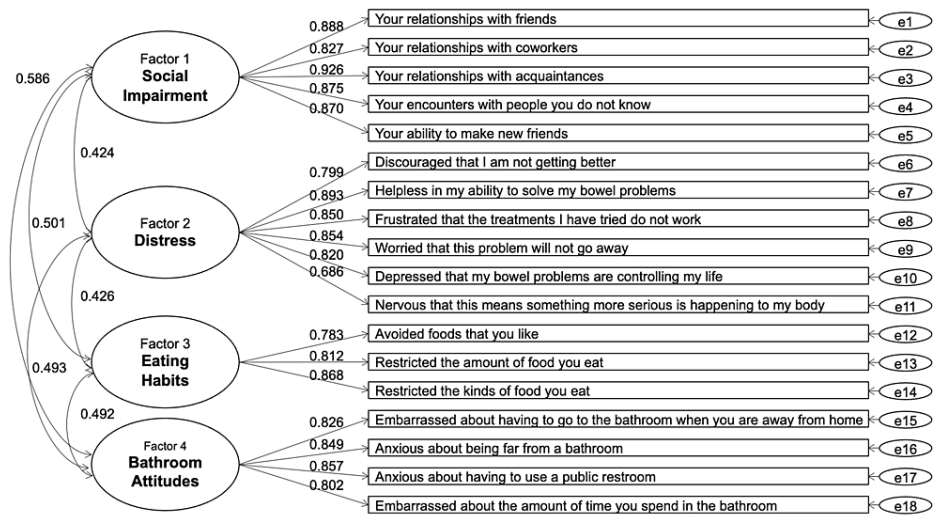 0.888
Your relationships with friends
e1
Factor 1
Social
Impairment
0.827
Your relationships with coworkers
e2
0.586
0.926
Your relationships with acquaintances
e3
0.875
Your encounters with people you do not know
e4
0.870
Your ability to make new friends
e5
0.424
0.799
Discouraged that I am not getting better
e6
0.893
Helpless in my ability to solve my bowel problems
e7
0.501
Factor 2
Distress
0.850
Frustrated that the treatments I have tried do not work
e8
0.854
Worried that this problem will not go away
e9
0.820
Depressed that my bowel problems are controlling my life
e10
0.686
Nervous that this means something more serious is happening to my body
e11
0.426
0.783
Avoided foods that you like
e12
Factor 3
Eating
Habits
0.812
Restricted the amount of food you eat
e13
0.493
0.868
Restricted the kinds of food you eat
e14
0.492
0.826
Embarrassed about having to go to the bathroom when you are away from home
e15
Factor 4
Bathroom
Attitudes
0.849
Anxious about being far from a bathroom
e16
0.857
Anxious about having to use a public restroom
e17
0.802
Embarrassed about the amount of time you spend in the bathroom
e18